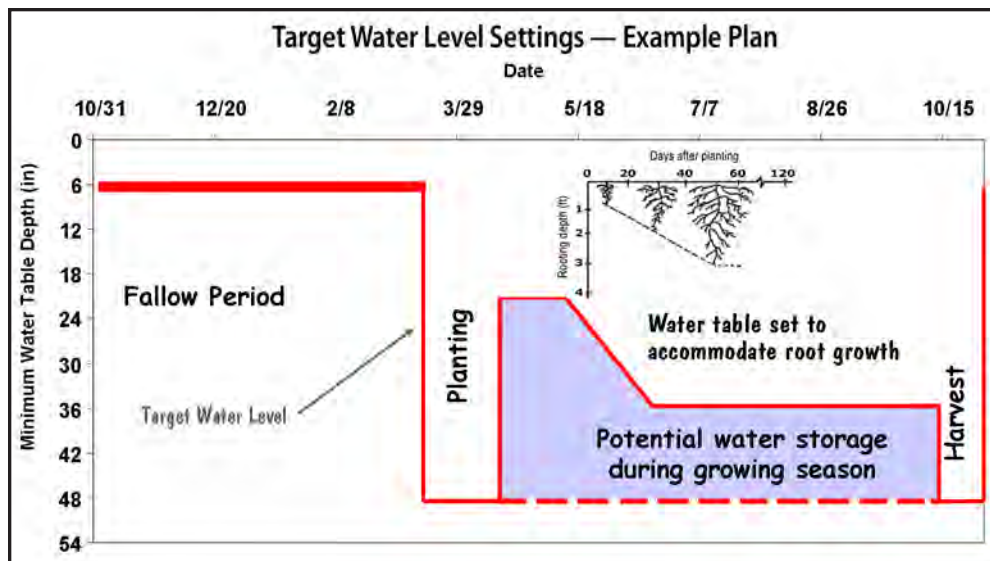 Target Water Level Settings — Example Plan
Date
10/31 12/20 2/8 3/29 5/18 7/7 8/26 10/15
Minimum Water Table Depth (in)
0
6
12
18
24
30
36
42
48
54
Days after planting
0 20 40 60 120
Rooting depth (ft)
1
2
3
4
Fallow Period
Target Water Level
Planting
Water table set to
accommodate root growth
Potential water storage
during growing season
Harvest